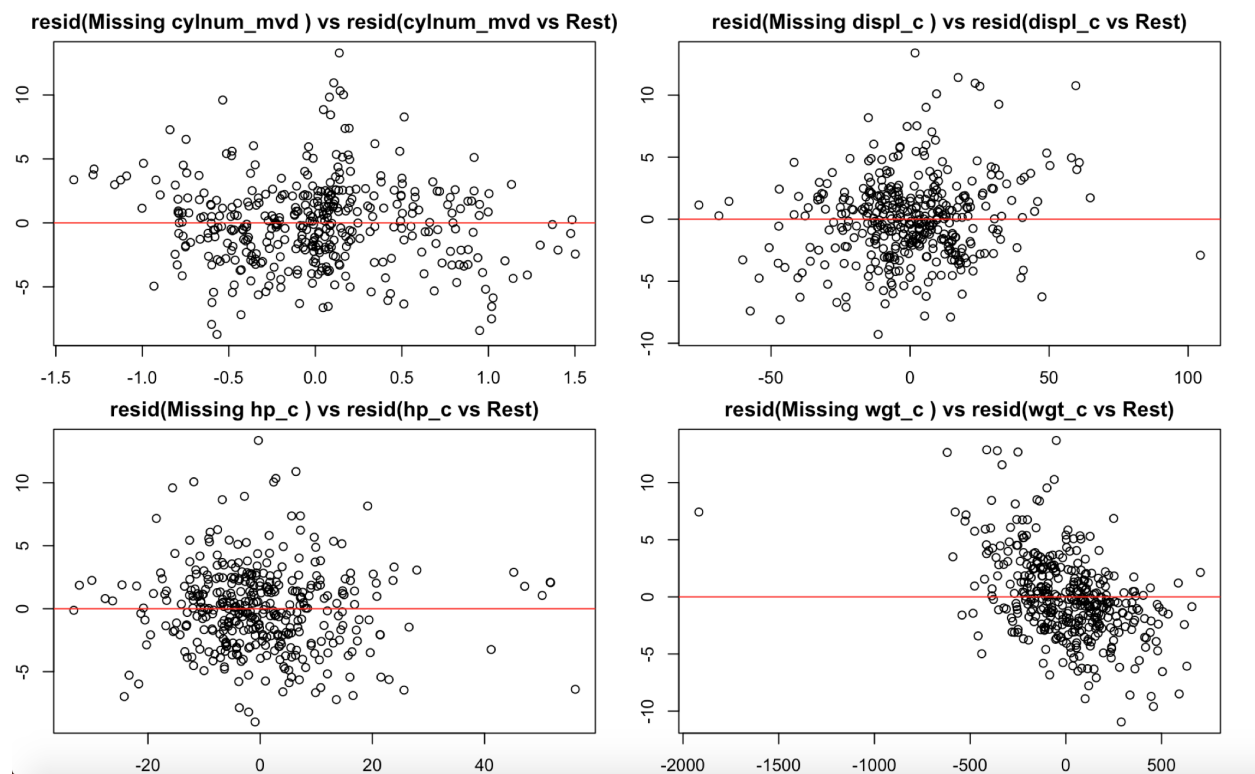 resid(Missing cylnum_mvd ) vs resid(cylnum_mvd vs Rest)
10
5
0
-5
-1.5 -1.0 -0.5 0.0 0.5 1.0 1.5
resid(Missing displ_c ) vs resid(displ_c vs Rest)
10
5
0
-5
-10
-50 0 50 100
resid(Missing hp_c ) vs resid(hp_c vs Rest)
10
5
0
-5
-20 0 20 40
resid(Missing wgt_c ) vs resid(wgt_c vs Rest)
10
5
0
-5
-10
-2000 -1500 -1000 -500 0 500